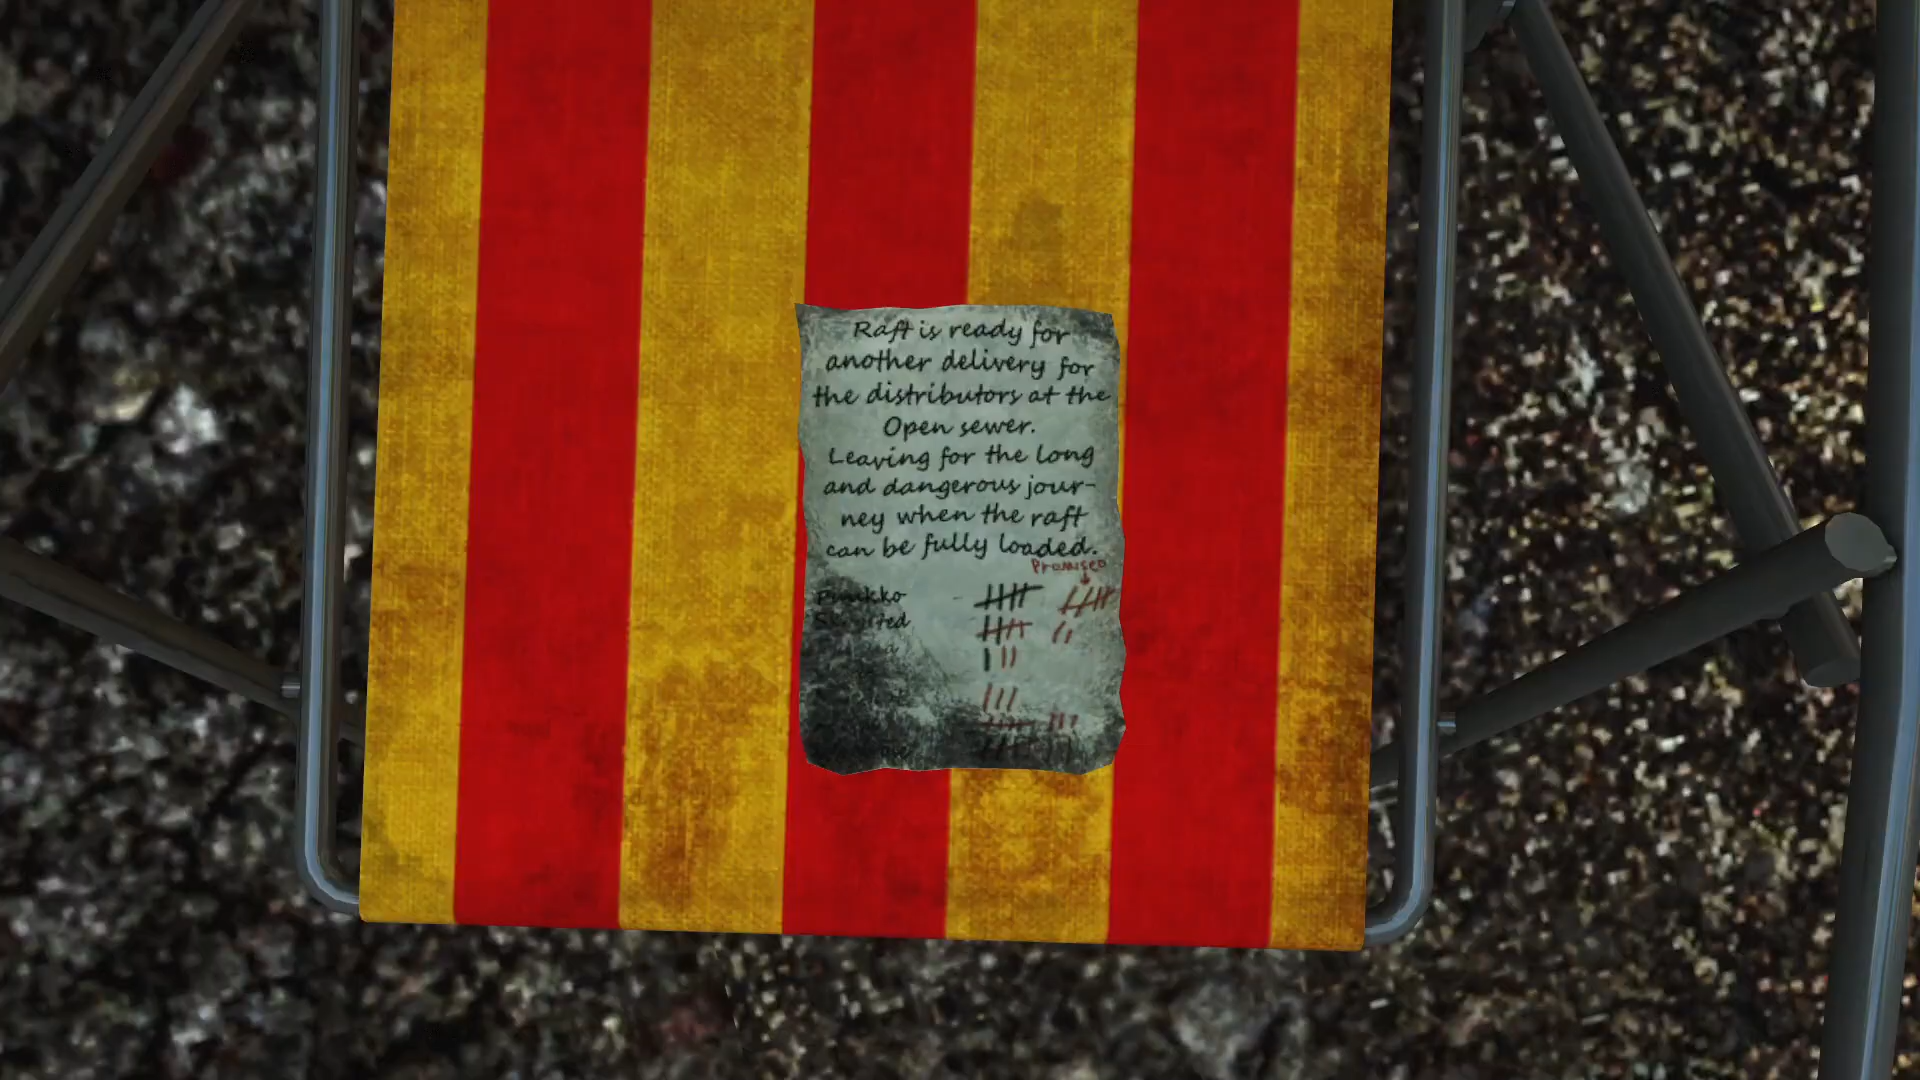 Raft is ready for
another delivery for
the distributors at the
Open sewer.
Leaving for the long
and dangerous jour-
ney when the raft
can be fully loaded.
Promised